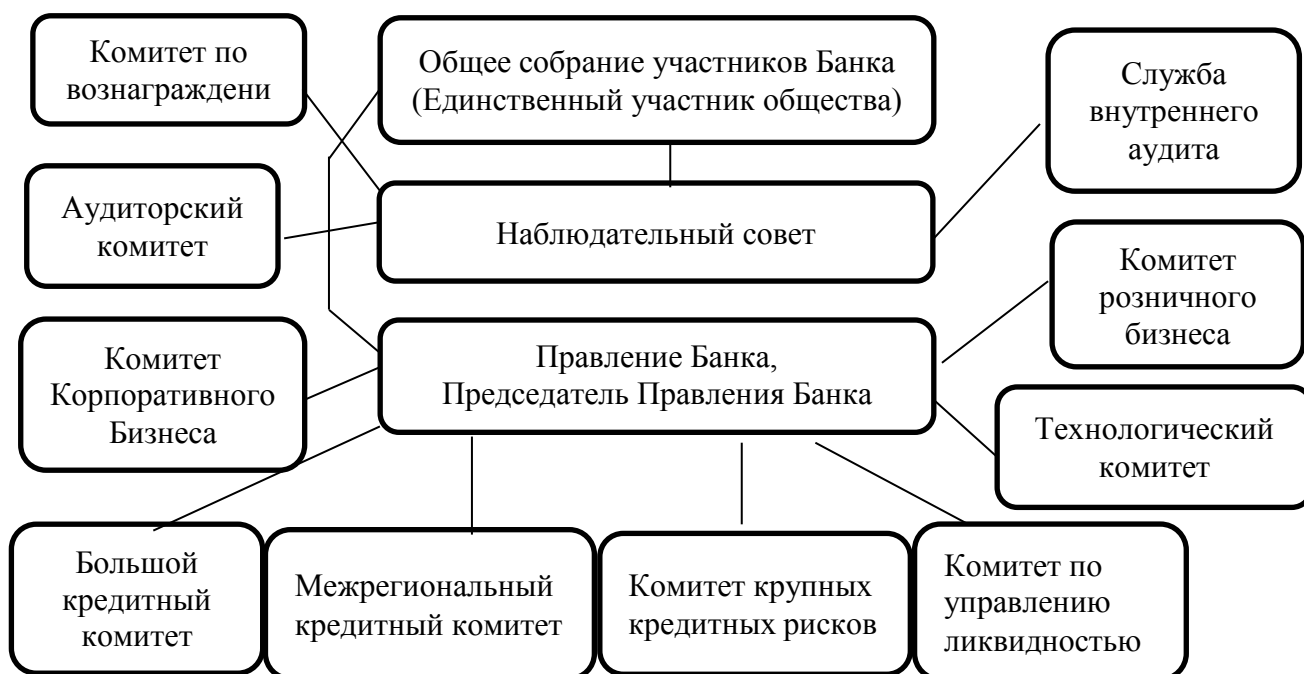 Комитет по
вознаграждени
Общее собрание участников Банка
(Единственный участник общества)
Служба
внутреннего
аудита
Аудиторский
комитет
Наблюдательный совет
Комитет
розничного
бизнеса
Комитет
Корпоративного
Бизнеса
Правление Банка,
Председатель Правления Банка
Технологический
комитет
Большой
кредитный
комитет
Межрегиональный
кредитный комитет
Комитет крупных
кредитных рисков
Комитет по
управлению
ликвидностью